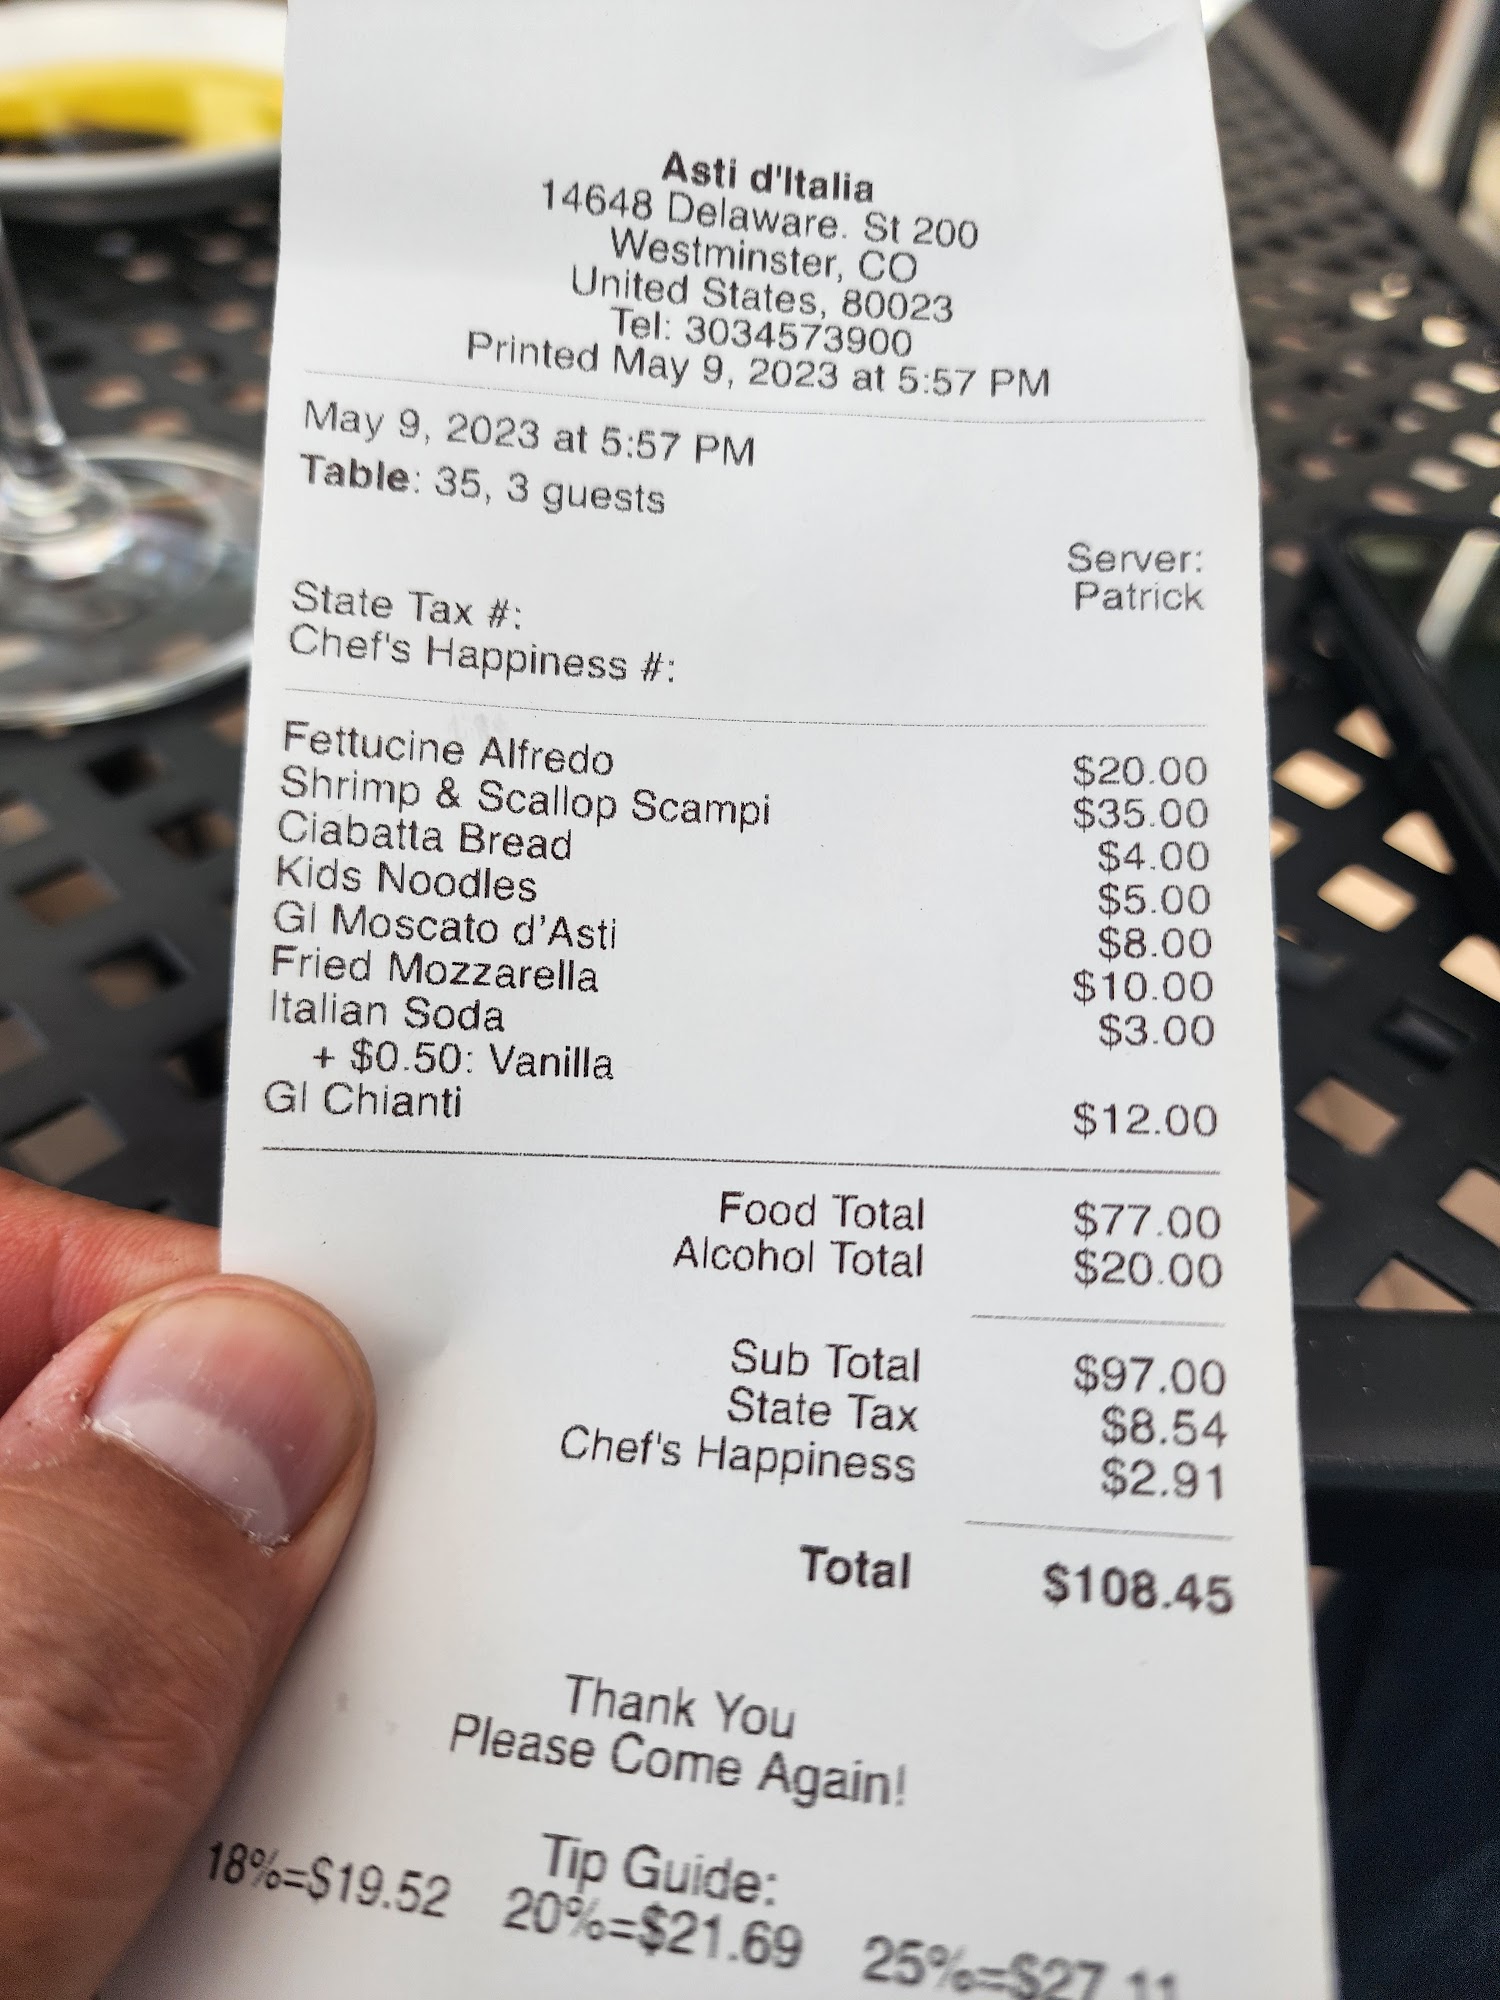 Asti d'Italia
14648 Delaware. St 200
Westminster, CO
United States, 80023
Tel: 3034573900
Printed May 9, 2023 at 5:57 PM
May 9, 2023 at 5:57 PM
Table: 35, 3 guests
Server:
Patrick
State Tax #:
Chef's Happiness #:
Fettucine Alfredo $20.00
Shrimp & Scallop Scampi $35.00
Ciabatta Bread $4.00
Kids Noodles $5.00
Gl Moscato d'Asti $8.00
Fried Mozzarella $10.00
Italian Soda $3.00
+ $0.50: Vanilla
Gl Chianti $12.00
Food Total $77.00
Alcohol Total $20.00
Sub Total $97.00
State Tax $8.54
Chef's Happiness $2.91
Total $108.45
Thank You
Please Come Again!
Tip Guide:
18%=$19.52 20%=$21.69 25%=$27.11